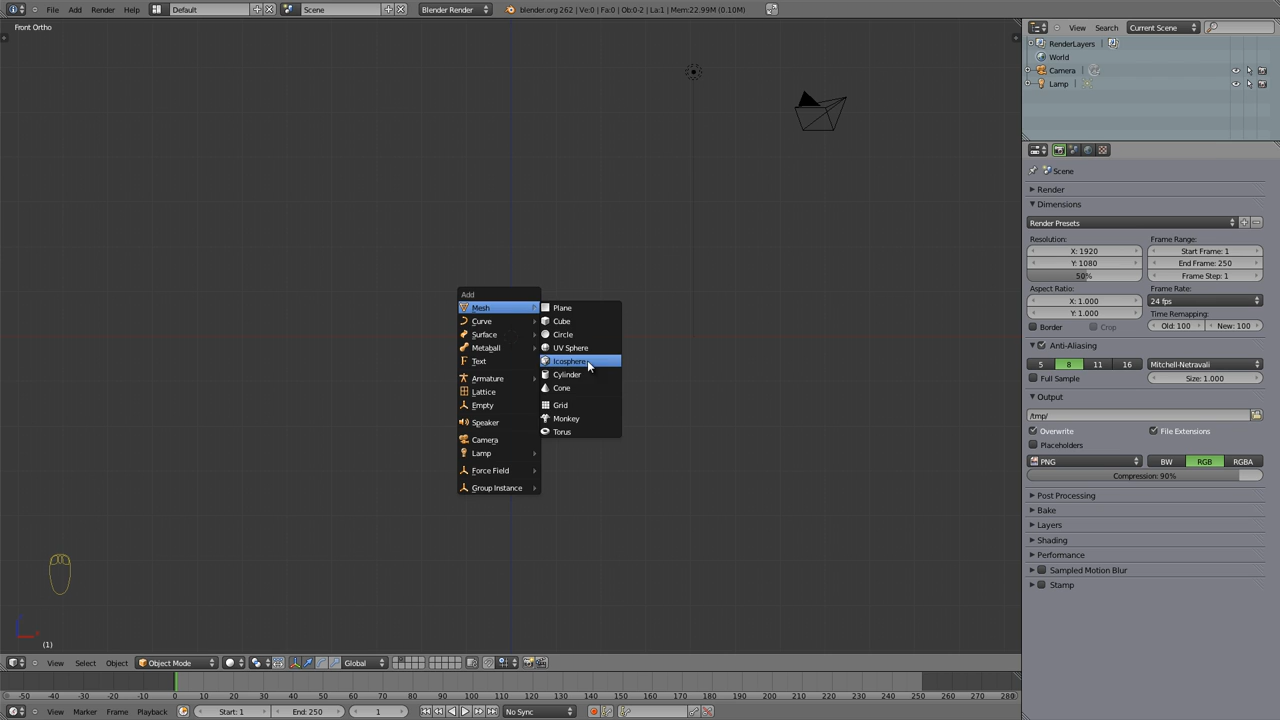 File Add Render Help Default Scene Blender Render blender.org 262 | Ve:0 | Fa:0 | Ob:0-2 | La:1 | Mem:22.99M (0.10M)
Front Ortho
View Search Current Scene
RenderLayers
World
Camera
Lamp
Scene
Render
Dimensions
Render Presets
Resolution: Frame Range:
X: 1920 Start Frame: 1
Y: 1080 End Frame: 250
50% Frame Step: 1
Aspect Ratio: Frame Rate:
X: 1.000 24 fps
Y: 1.000 Time Remapping:
Border Crop Old: 100 New: 100
Anti-Aliasing
5 8 11 16 Mitchell-Netravali
Full Sample Size: 1.000
Output
/tmp/
Overwrite File Extensions
Placeholders
PNG BW RGB RGBA
Compression: 90%
Post Processing
Bake
Layers
Shading
Performance
Sampled Motion Blur
Stamp
Add
Mesh
Curve
Surface
Metaball
Text
Armature
Lattice
Empty
Speaker
Camera
Lamp
Force Field
Group Instance
Plane
Cube
Circle
UV Sphere
Icosphere
Cylinder
Cone
Grid
Monkey
Torus
(1)
View Select Object Object Mode Global
-50 -40 -30 -20 -10 0 10 20 30 40 50 60 70 80 90 100 110 120 130 140 150 160 170 180 190 200 210 220 230 240 250 260 270 280
View Marker Frame Playback Start: 1 End: 250 1 No Sync